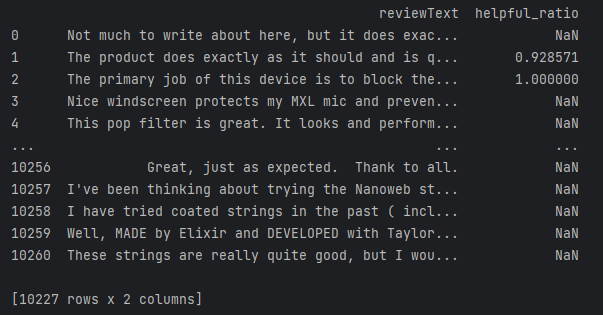 reviewText helpful_ratio
0 Not much to write about here, but it does exac... NaN
1 The product does exactly as it should and is q... 0.928571
2 The primary job of this device is to block the... 1.000000
3 Nice windscreen protects my MXL mic and preven... NaN
4 This pop filter is great. It looks and perform... NaN
... ... ...
10256 Great, just as expected.  Thank to all. NaN
10257 I've been thinking about trying the Nanoweb st... NaN
10258 I have tried coated strings in the past ( incl... NaN
10259 Well, MADE by Elixir and DEVELOPED with Taylor... NaN
10260 These strings are really quite good, but I wou... NaN
[10227 rows x 2 columns]